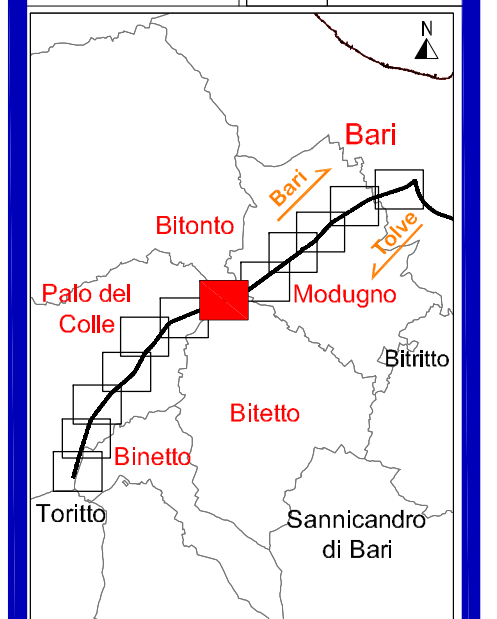 N
Bari
Bari
Bitonto
Tolve
Palo del
Colle
Modugno
Bitritto
Bitetto
Binetto
Toritto
Sannicandro
di Bari